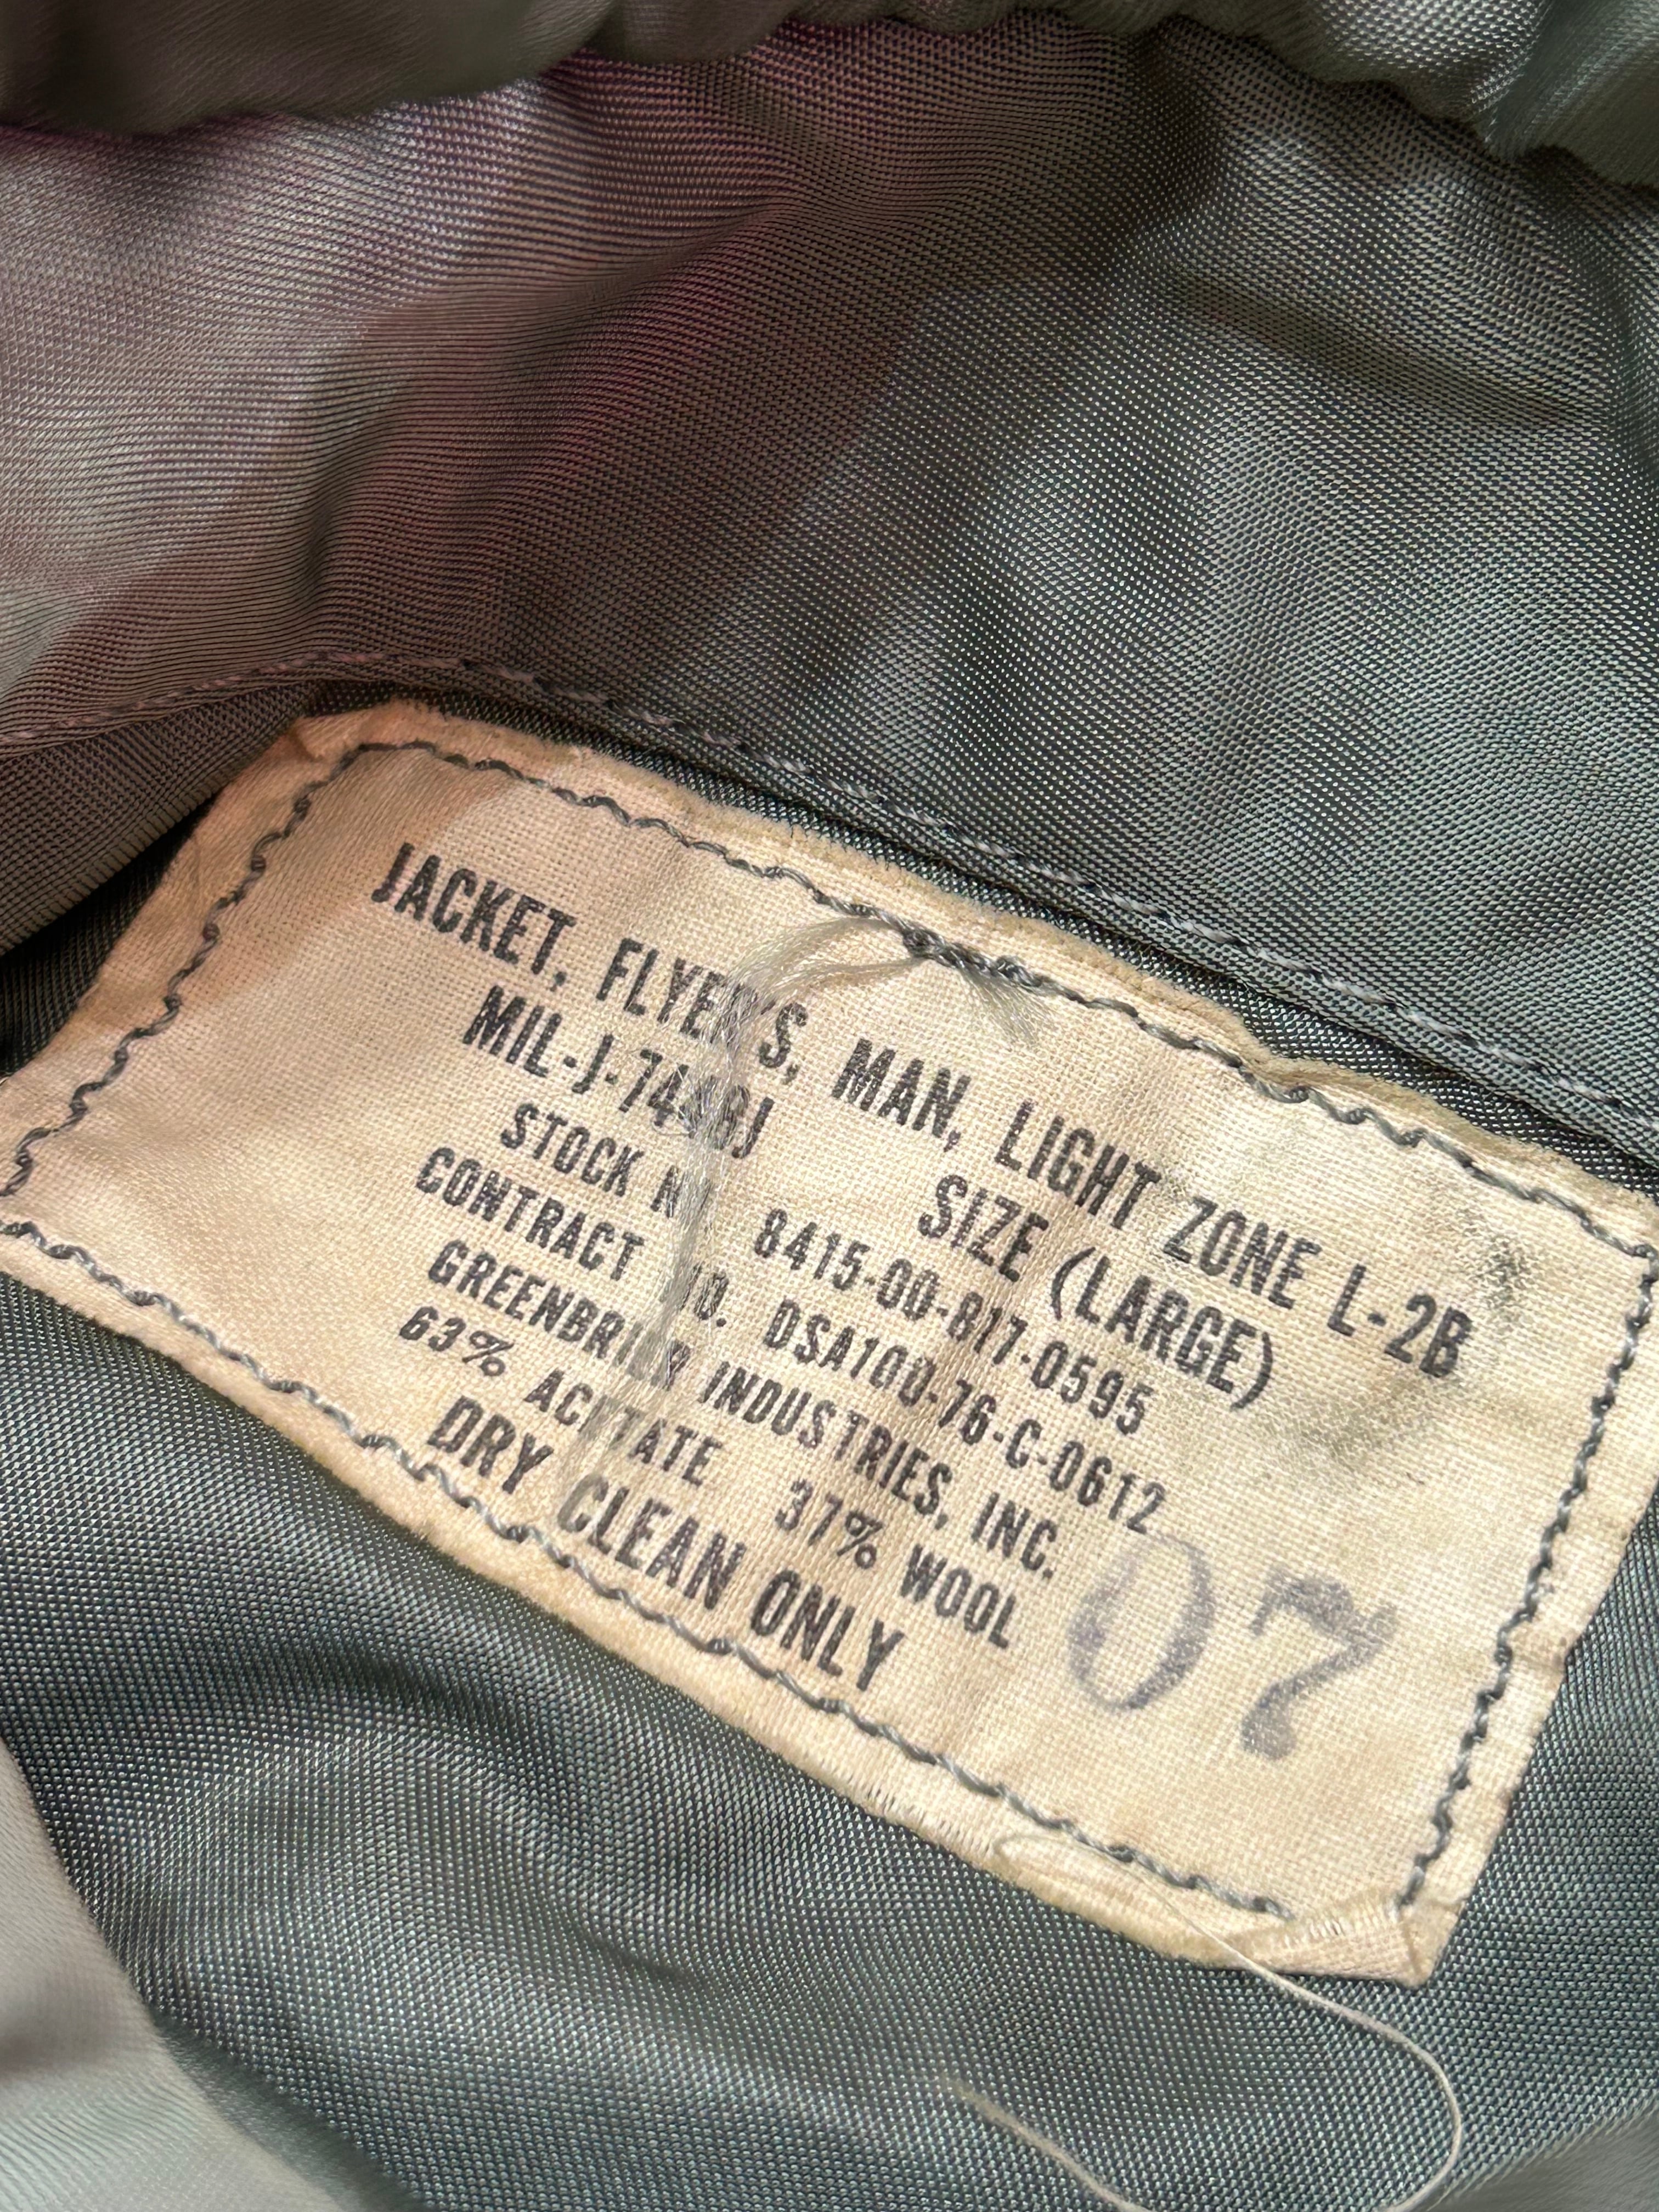 JACKET, FLYER'S, MAN, LIGHT ZONE L-2B
MIL-J-7448J SIZE (LARGE)
STOCK NO. 8415-00-817-0595
CONTRACT NO. DSA100-76-C-0612
GREENBRIER INDUSTRIES, INC.
63% ACETATE 37% WOOL
DRY CLEAN ONLY
07